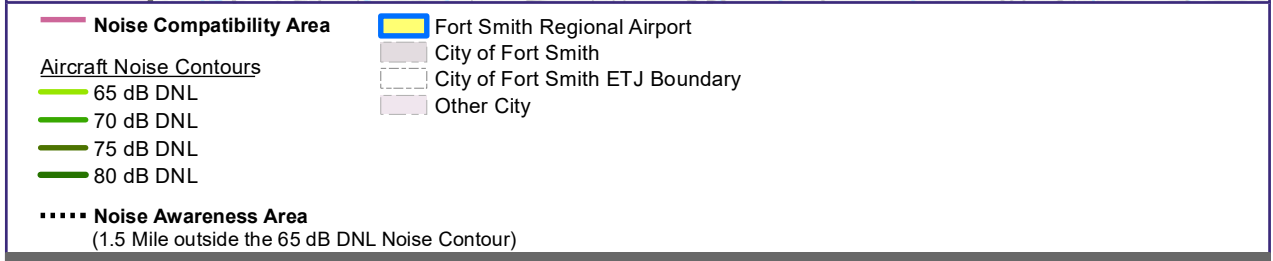 Noise Compatibility Area
Aircraft Noise Contours
65 dB DNL
70 dB DNL
75 dB DNL
80 dB DNL
Noise Awareness Area
(1.5 Mile outside the 65 dB DNL Noise Contour)
Fort Smith Regional Airport
City of Fort Smith
City of Fort Smith ETJ Boundary
Other City